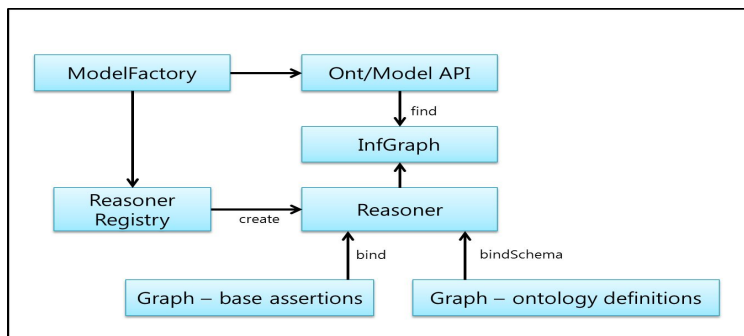 ModelFactory
Ont/Model API
find
InfGraph
Reasoner
Registry
create
Reasoner
bind
bindSchema
Graph – base assertions
Graph – ontology definitions